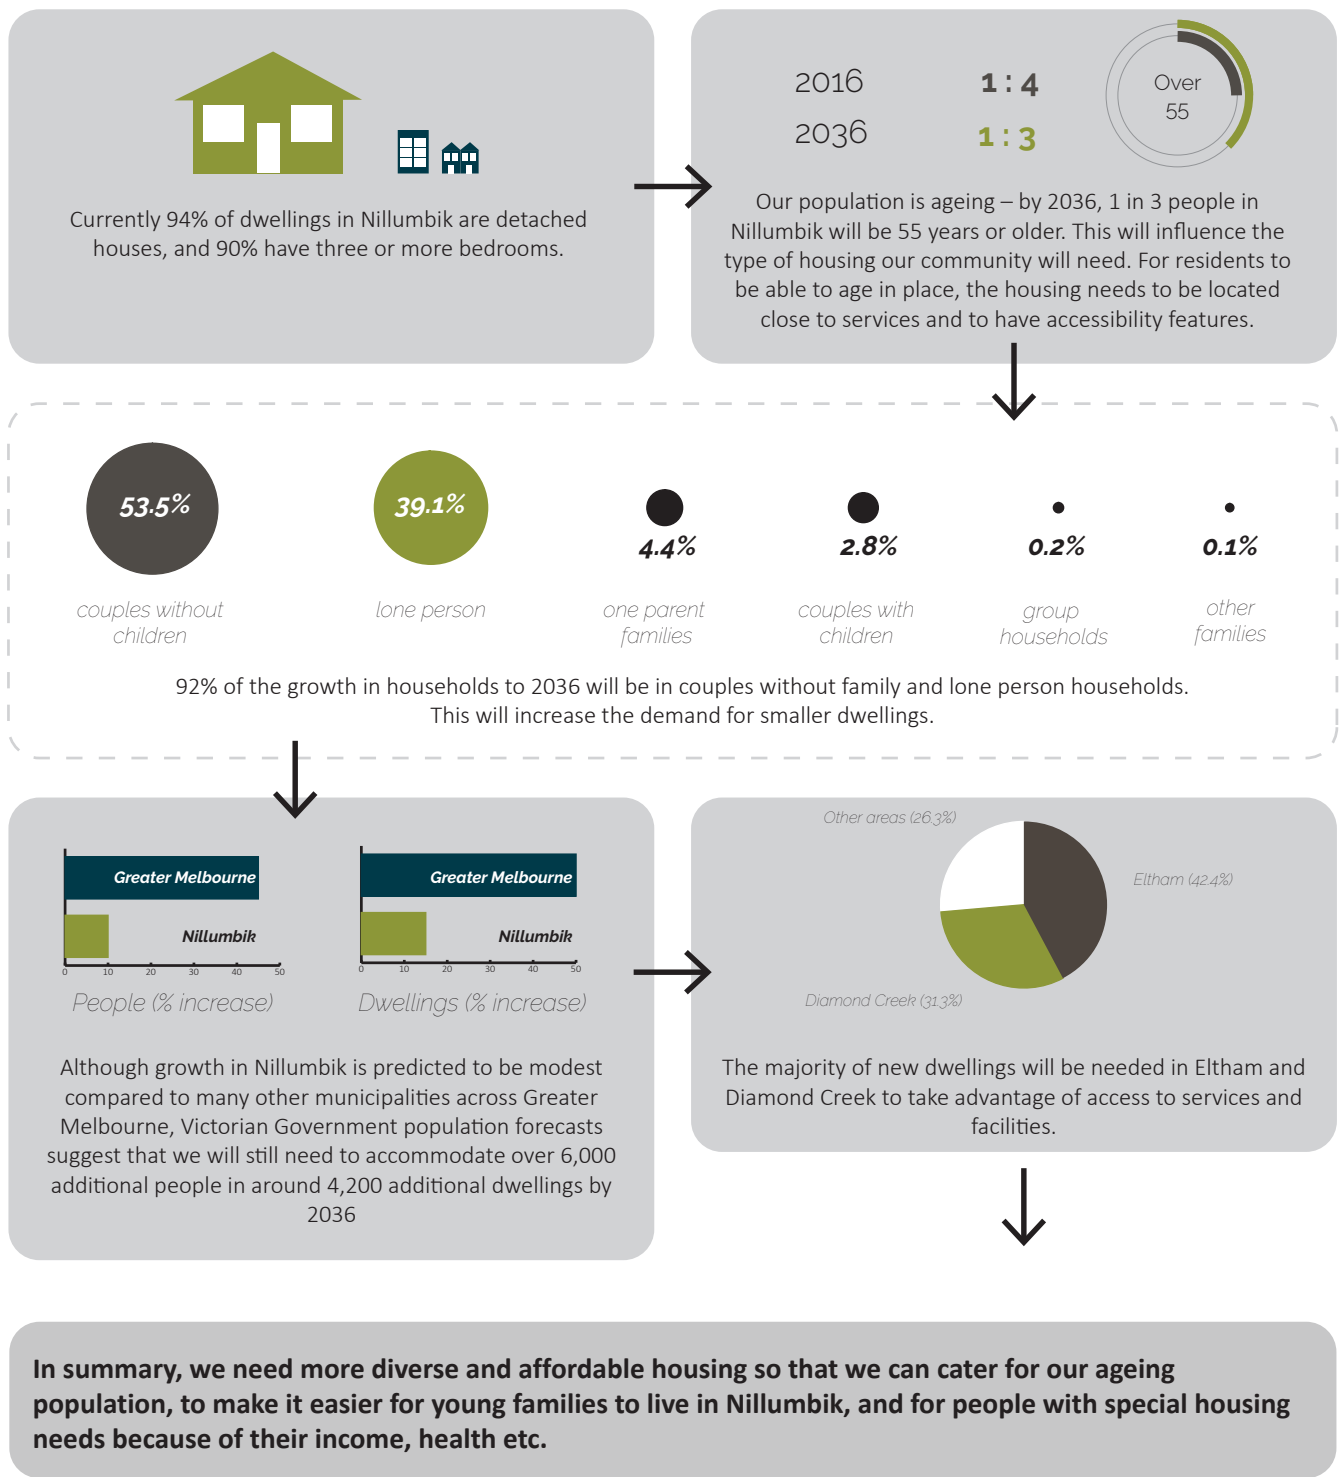 Currently 94% of dwellings in Nillumbik are detached
houses, and 90% have three or more bedrooms.
2016 1 : 4
2036 1 : 3
Over
55
Our population is ageing – by 2036, 1 in 3 people in
Nillumbik will be 55 years or older. This will influence the
type of housing our community will need. For residents to
be able to age in place, the housing needs to be located
close to services and to have accessibility features.
53.5%
couples without
children
39.1%
lone person
4.4%
one parent
families
2.8%
couples with
children
0.2%
group
households
0.1%
other
families
92% of the growth in households to 2036 will be in couples without family and lone person households.
This will increase the demand for smaller dwellings.
Greater Melbourne
Nillumbik
0 10 20 30 40 50
People (% increase)
Greater Melbourne
Nillumbik
0 10 20 30 40 50
Dwellings (% increase)
Although growth in Nillumbik is predicted to be modest
compared to many other municipalities across Greater
Melbourne, Victorian Government population forecasts
suggest that we will still need to accommodate over 6,000
additional people in around 4,200 additional dwellings by
2036
Other areas (26.3%)
Eltham (42.4%)
Diamond Creek (31.3%)
The majority of new dwellings will be needed in Eltham and
Diamond Creek to take advantage of access to services and
facilities.
In summary, we need more diverse and affordable housing so that we can cater for our ageing
population, to make it easier for young families to live in Nillumbik, and for people with special housing
needs because of their income, health etc.